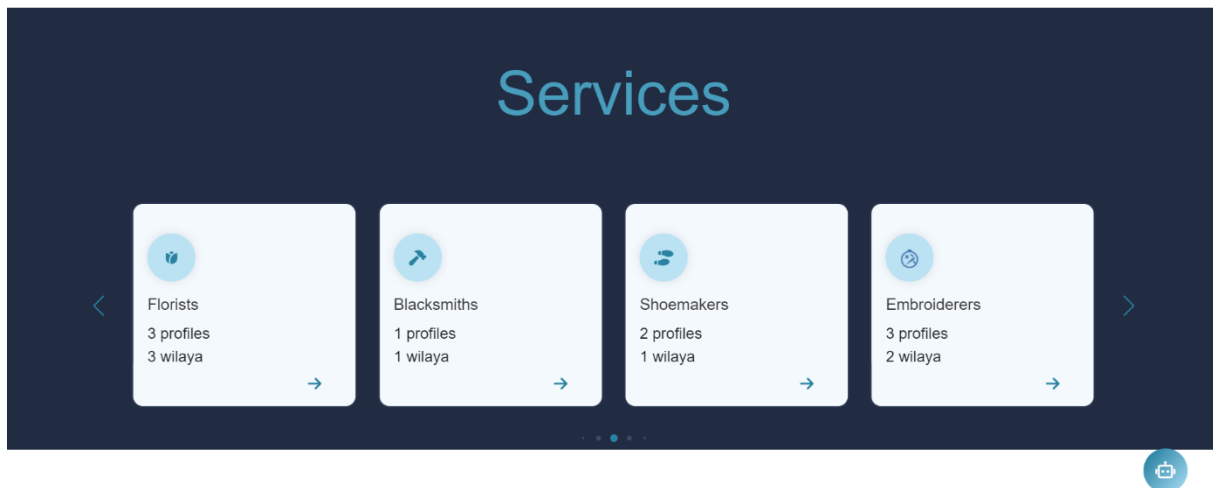 Services
Florists
3 profiles
3 wilaya
Blacksmiths
1 profiles
1 wilaya
Shoemakers
2 profiles
1 wilaya
Embroiderers
3 profiles
2 wilaya